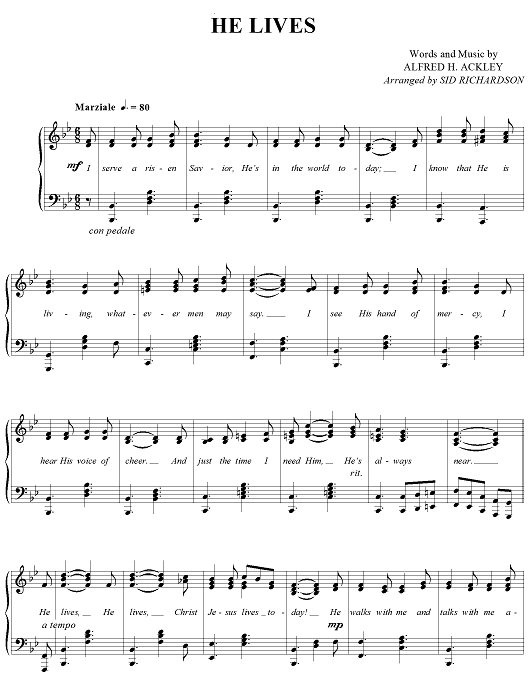 HE LIVES
Words and Music by
ALFRED H. ACKLEY
Arranged by SID RICHARDSON
Marziale ♩. = 80
mf I serve a ris - en Sav - ior, He's in the world to - day; I know that He is
con pedale
liv - ing, what - ev - er men may say. I see His hand of mer - cy, I
hear His voice of cheer. And just the time I need Him, He's al - ways near.
rit.
He lives, He lives, Christ Je - sus lives to - day! He walks with me and talks with me a -
a tempo
mp